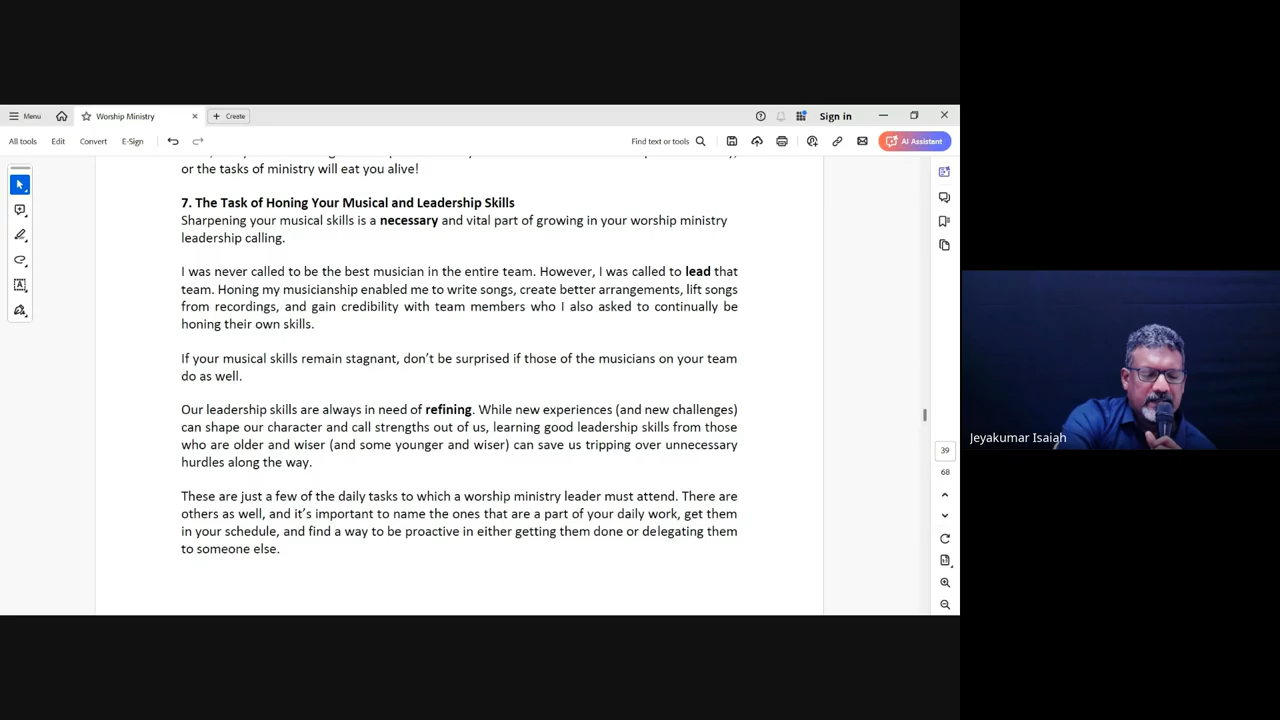 Menu
Worship Ministry
Create
Sign in
All tools
Edit
Convert
E-Sign
Find text or tools
AI Assistant
or the tasks of ministry will eat you alive!
7. The Task of Honing Your Musical and Leadership Skills
Sharpening your musical skills is a necessary and vital part of growing in your worship ministry
leadership calling.
I was never called to be the best musician in the entire team. However, I was called to lead that
team. Honing my musicianship enabled me to write songs, create better arrangements, lift songs
from recordings, and gain credibility with team members who I also asked to continually be
honing their own skills.
If your musical skills remain stagnant, don't be surprised if those of the musicians on your team
do as well.
Our leadership skills are always in need of refining. While new experiences (and new challenges)
can shape our character and call strengths out of us, learning good leadership skills from those
who are older and wiser (and some younger and wiser) can save us tripping over unnecessary
hurdles along the way.
These are just a few of the daily tasks to which a worship ministry leader must attend. There are
others as well, and it's important to name the ones that are a part of your daily work, get them
in your schedule, and find a way to be proactive in either getting them done or delegating them
to someone else.
39
68
Jeyakumar Isaiah